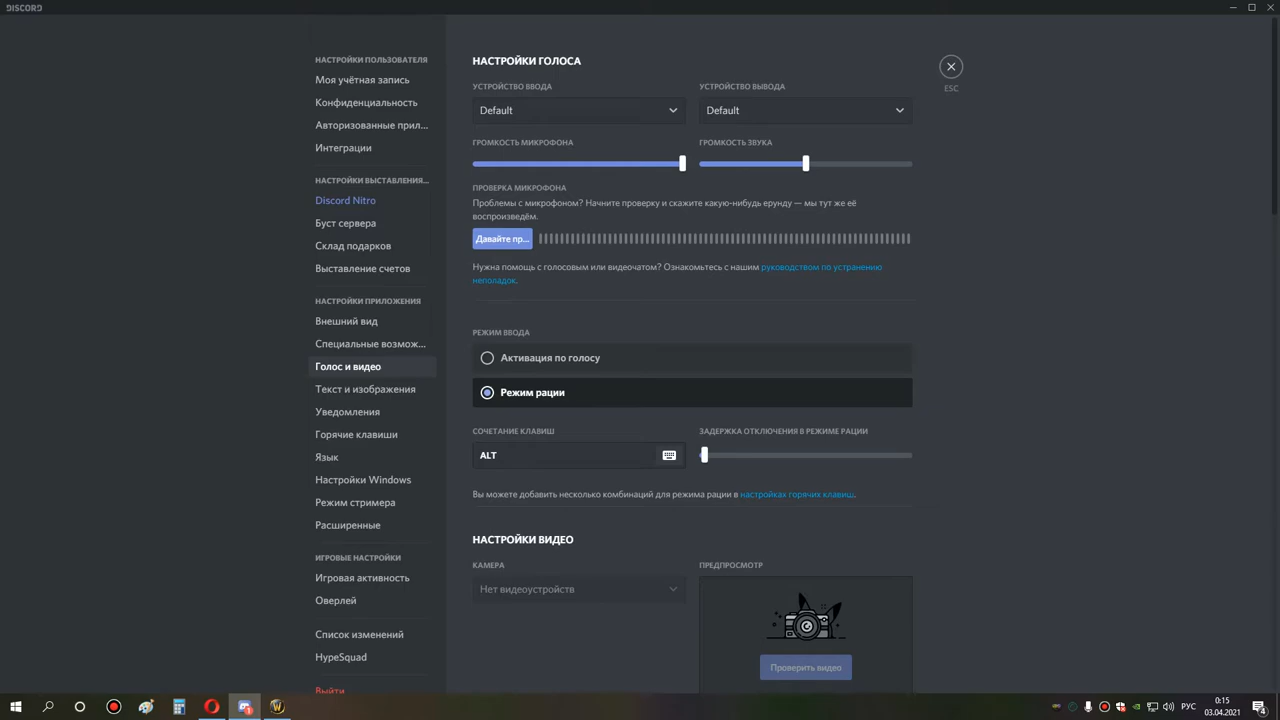 DISCORD
НАСТРОЙКИ ПОЛЬЗОВАТЕЛЯ
Моя учётная запись
Конфиденциальность
Авторизованные прил...
Интеграции
НАСТРОЙКИ ВЫСТАВЛЕНИЯ...
Discord Nitro
Буст сервера
Склад подарков
Выставление счетов
НАСТРОЙКИ ПРИЛОЖЕНИЯ
Внешний вид
Специальные возмож...
Голос и видео
Текст и изображения
Уведомления
Горячие клавиши
Язык
Настройки Windows
Режим стримера
Расширенные
ИГРОВЫЕ НАСТРОЙКИ
Игровая активность
Оверлей
Список изменений
HypeSquad
Выйти
НАСТРОЙКИ ГОЛОСА
УСТРОЙСТВО ВВОДА
УСТРОЙСТВО ВЫВОДА
Default
Default
ГРОМКОСТЬ МИКРОФОНА
ГРОМКОСТЬ ЗВУКА
ПРОВЕРКА МИКРОФОНА
Проблемы с микрофоном? Начните проверку и скажите какую-нибудь ерунду — мы тут же её
воспроизведём.
Давайте пр...
Нужна помощь с голосовым или видеочатом? Ознакомьтесь с нашим руководством по устранению
неполадок.
РЕЖИМ ВВОДА
Активация по голосу
Режим рации
СОЧЕТАНИЕ КЛАВИШ
ЗАДЕРЖКА ОТКЛЮЧЕНИЯ В РЕЖИМЕ РАЦИИ
ALT
Вы можете добавить несколько комбинаций для режима рации в настройках горячих клавиш.
НАСТРОЙКИ ВИДЕО
КАМЕРА
ПРЕДПРОСМОТР
Нет видеоустройств
Проверить видео
ESC
РУС
0:15
03.04.2021